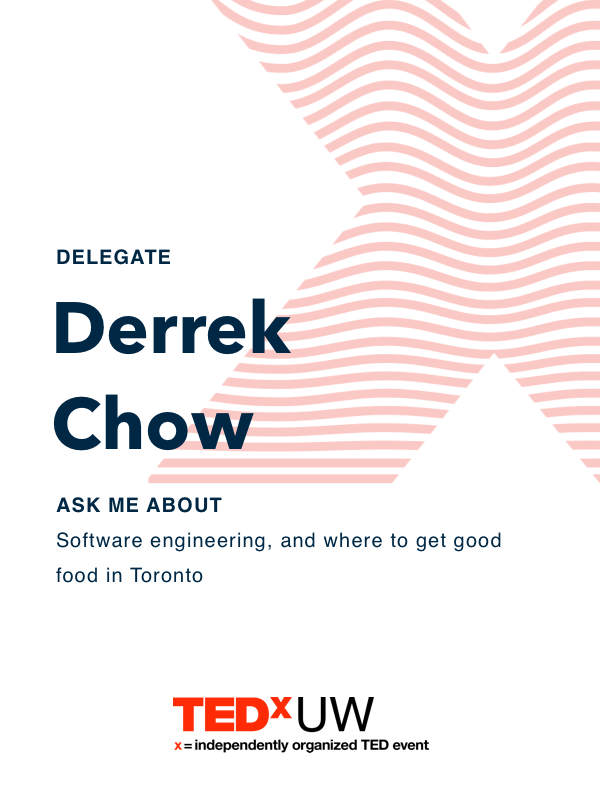 DELEGATE
Derrek
Chow
ASK ME ABOUT
Software engineering, and where to get good
food in Toronto
TEDxUW
x = independently organized TED event